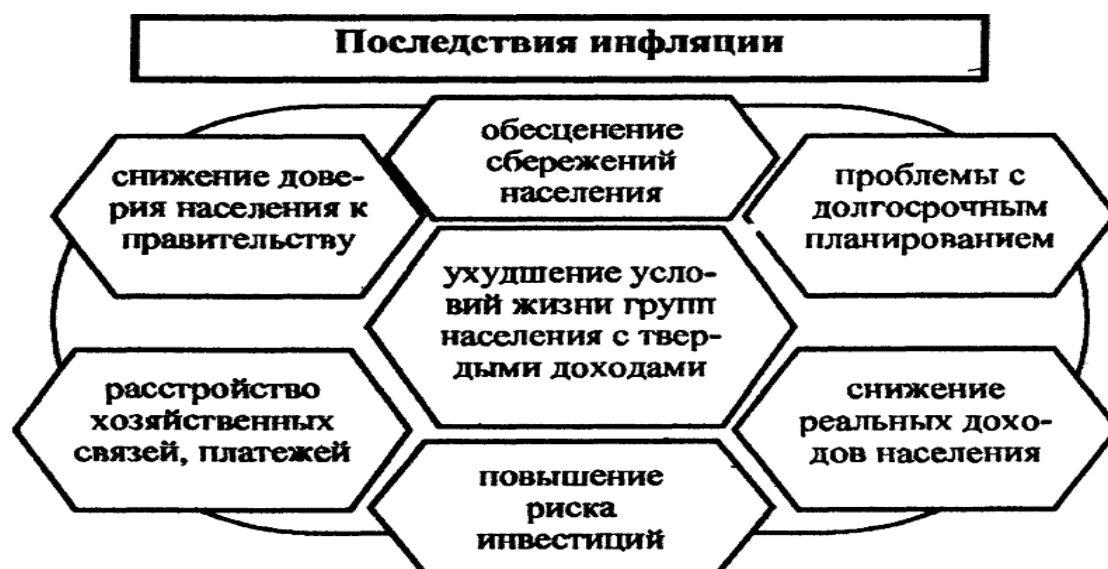 Последствия инфляции
обесценение
сбережений
населения
снижение дове-
рия населения к
правительству
проблемы с
долгосрочным
планированием
ухудшение усло-
вий жизни групп
населения с твер-
дыми доходами
расстройство
хозяйственных
связей, платежей
снижение
реальных дохо-
дов населения
повышение
риска
инвестиций